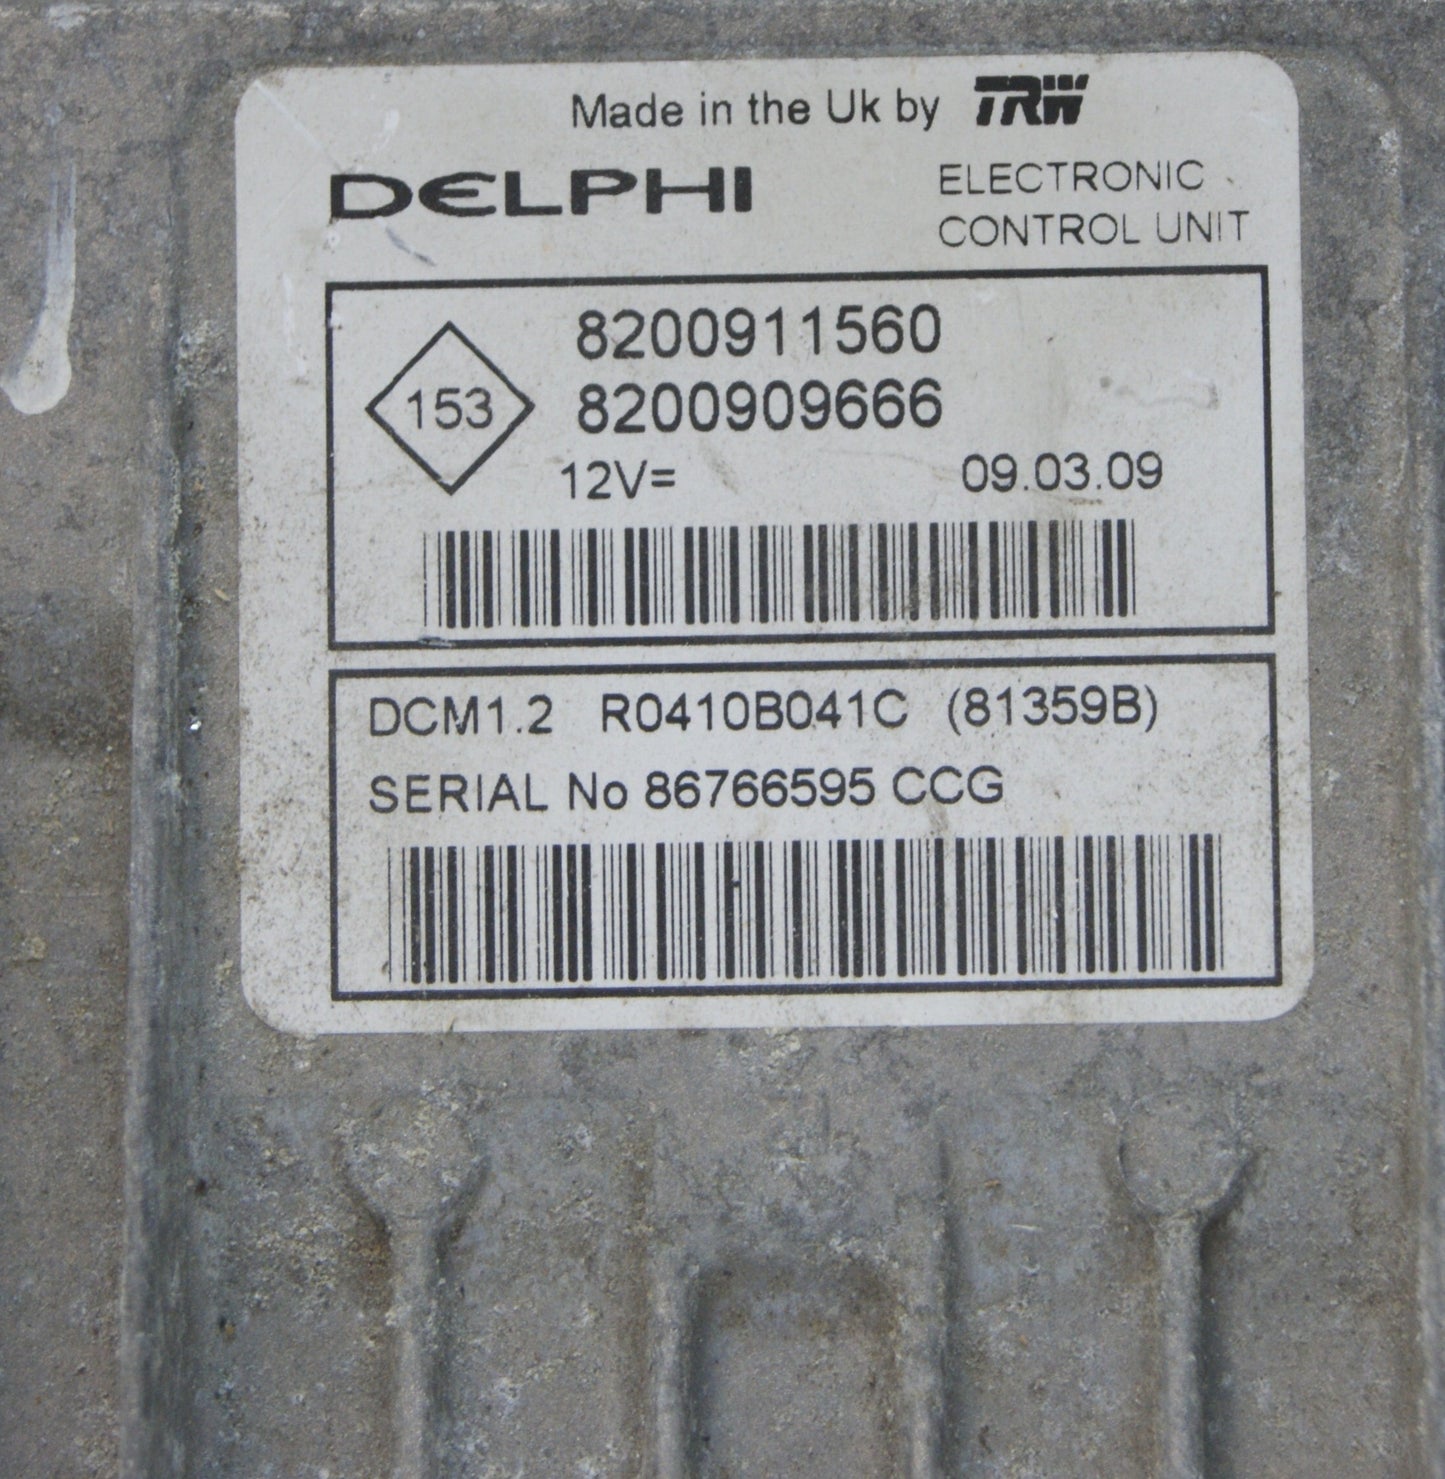 Made in the Uk by TRW
DELPHI
ELECTRONIC
CONTROL UNIT
8200911560
153
8200909666
12V= 09.03.09
DCM1.2 R0410B041C (81359B)
SERIAL No 86766595 CCG